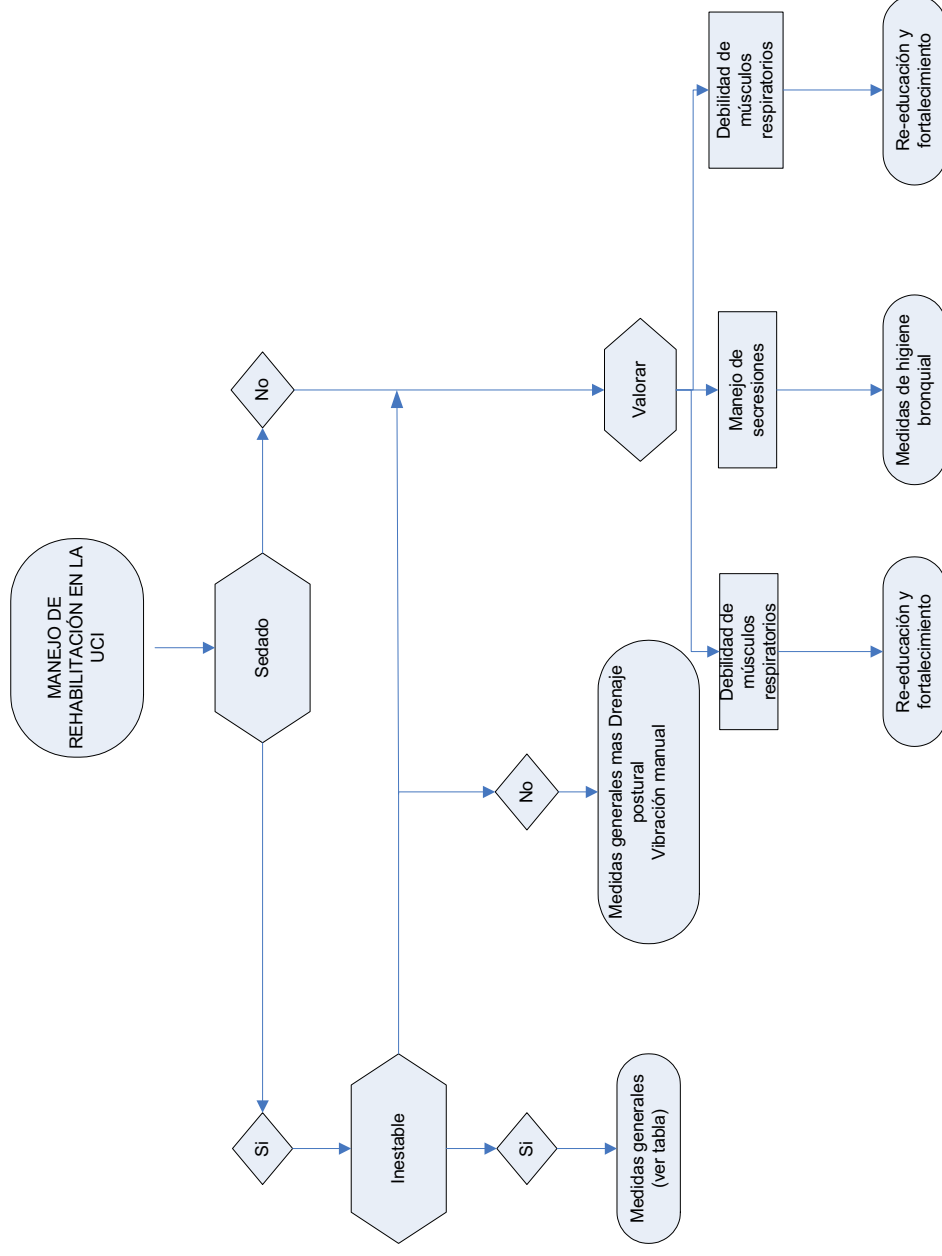 MANEJO DE
REHABILITACIÓN EN LA
UCI
Sedado
Si
No
Inestable
Si
No
Medidas generales
(ver tabla)
Medidas generales mas Drenaje
postural
Vibración manual
Valorar
Debilidad de
músculos
respiratorios
Manejo de
secresiones
Debilidad de
músculos
respiratorios
Re-educación y
fortalecimiento
Medidas de higiene
bronquial
Re-educación y
fortalecimiento